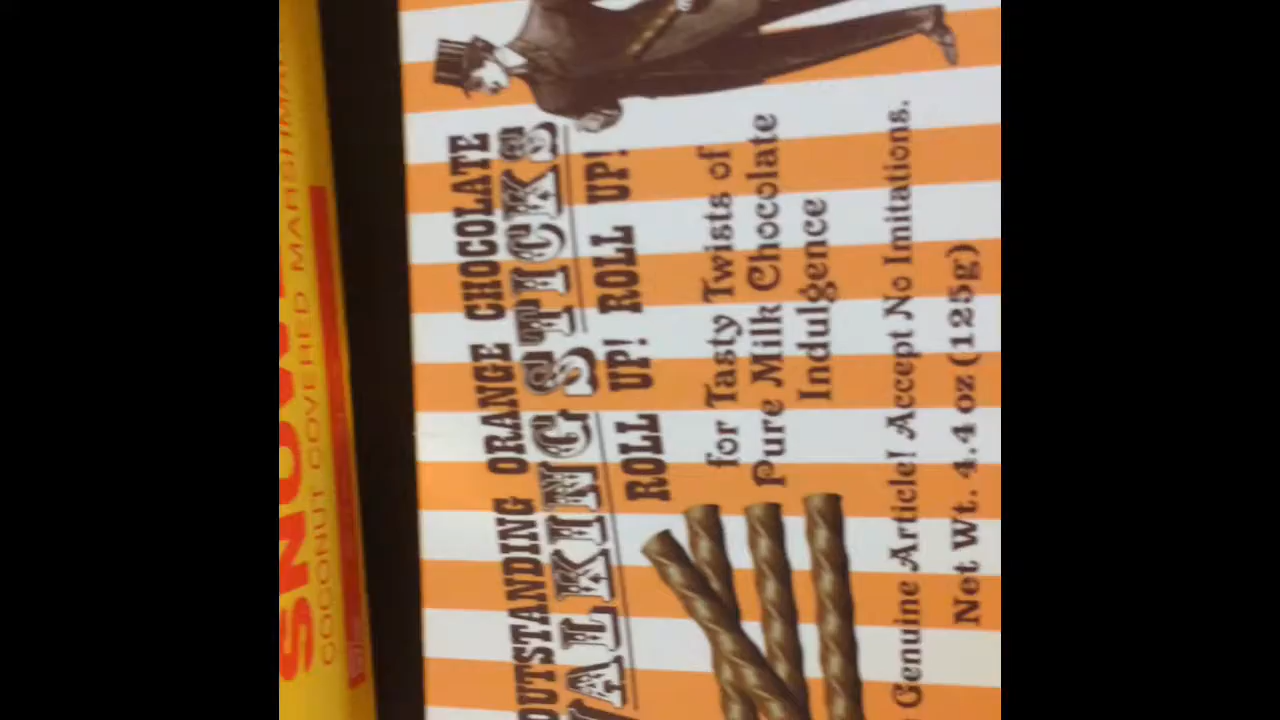 OUTSTANDING ORANGE CHOCOLATE
WALKING STICKS
ROLL UP! ROLL UP!
for Tasty Twists of
Pure Milk Chocolate
Indulgence
Genuine Article! Accept No Imitations.
Net Wt. 4.4 oz (125g)
SNOW
COCONUT COVERED